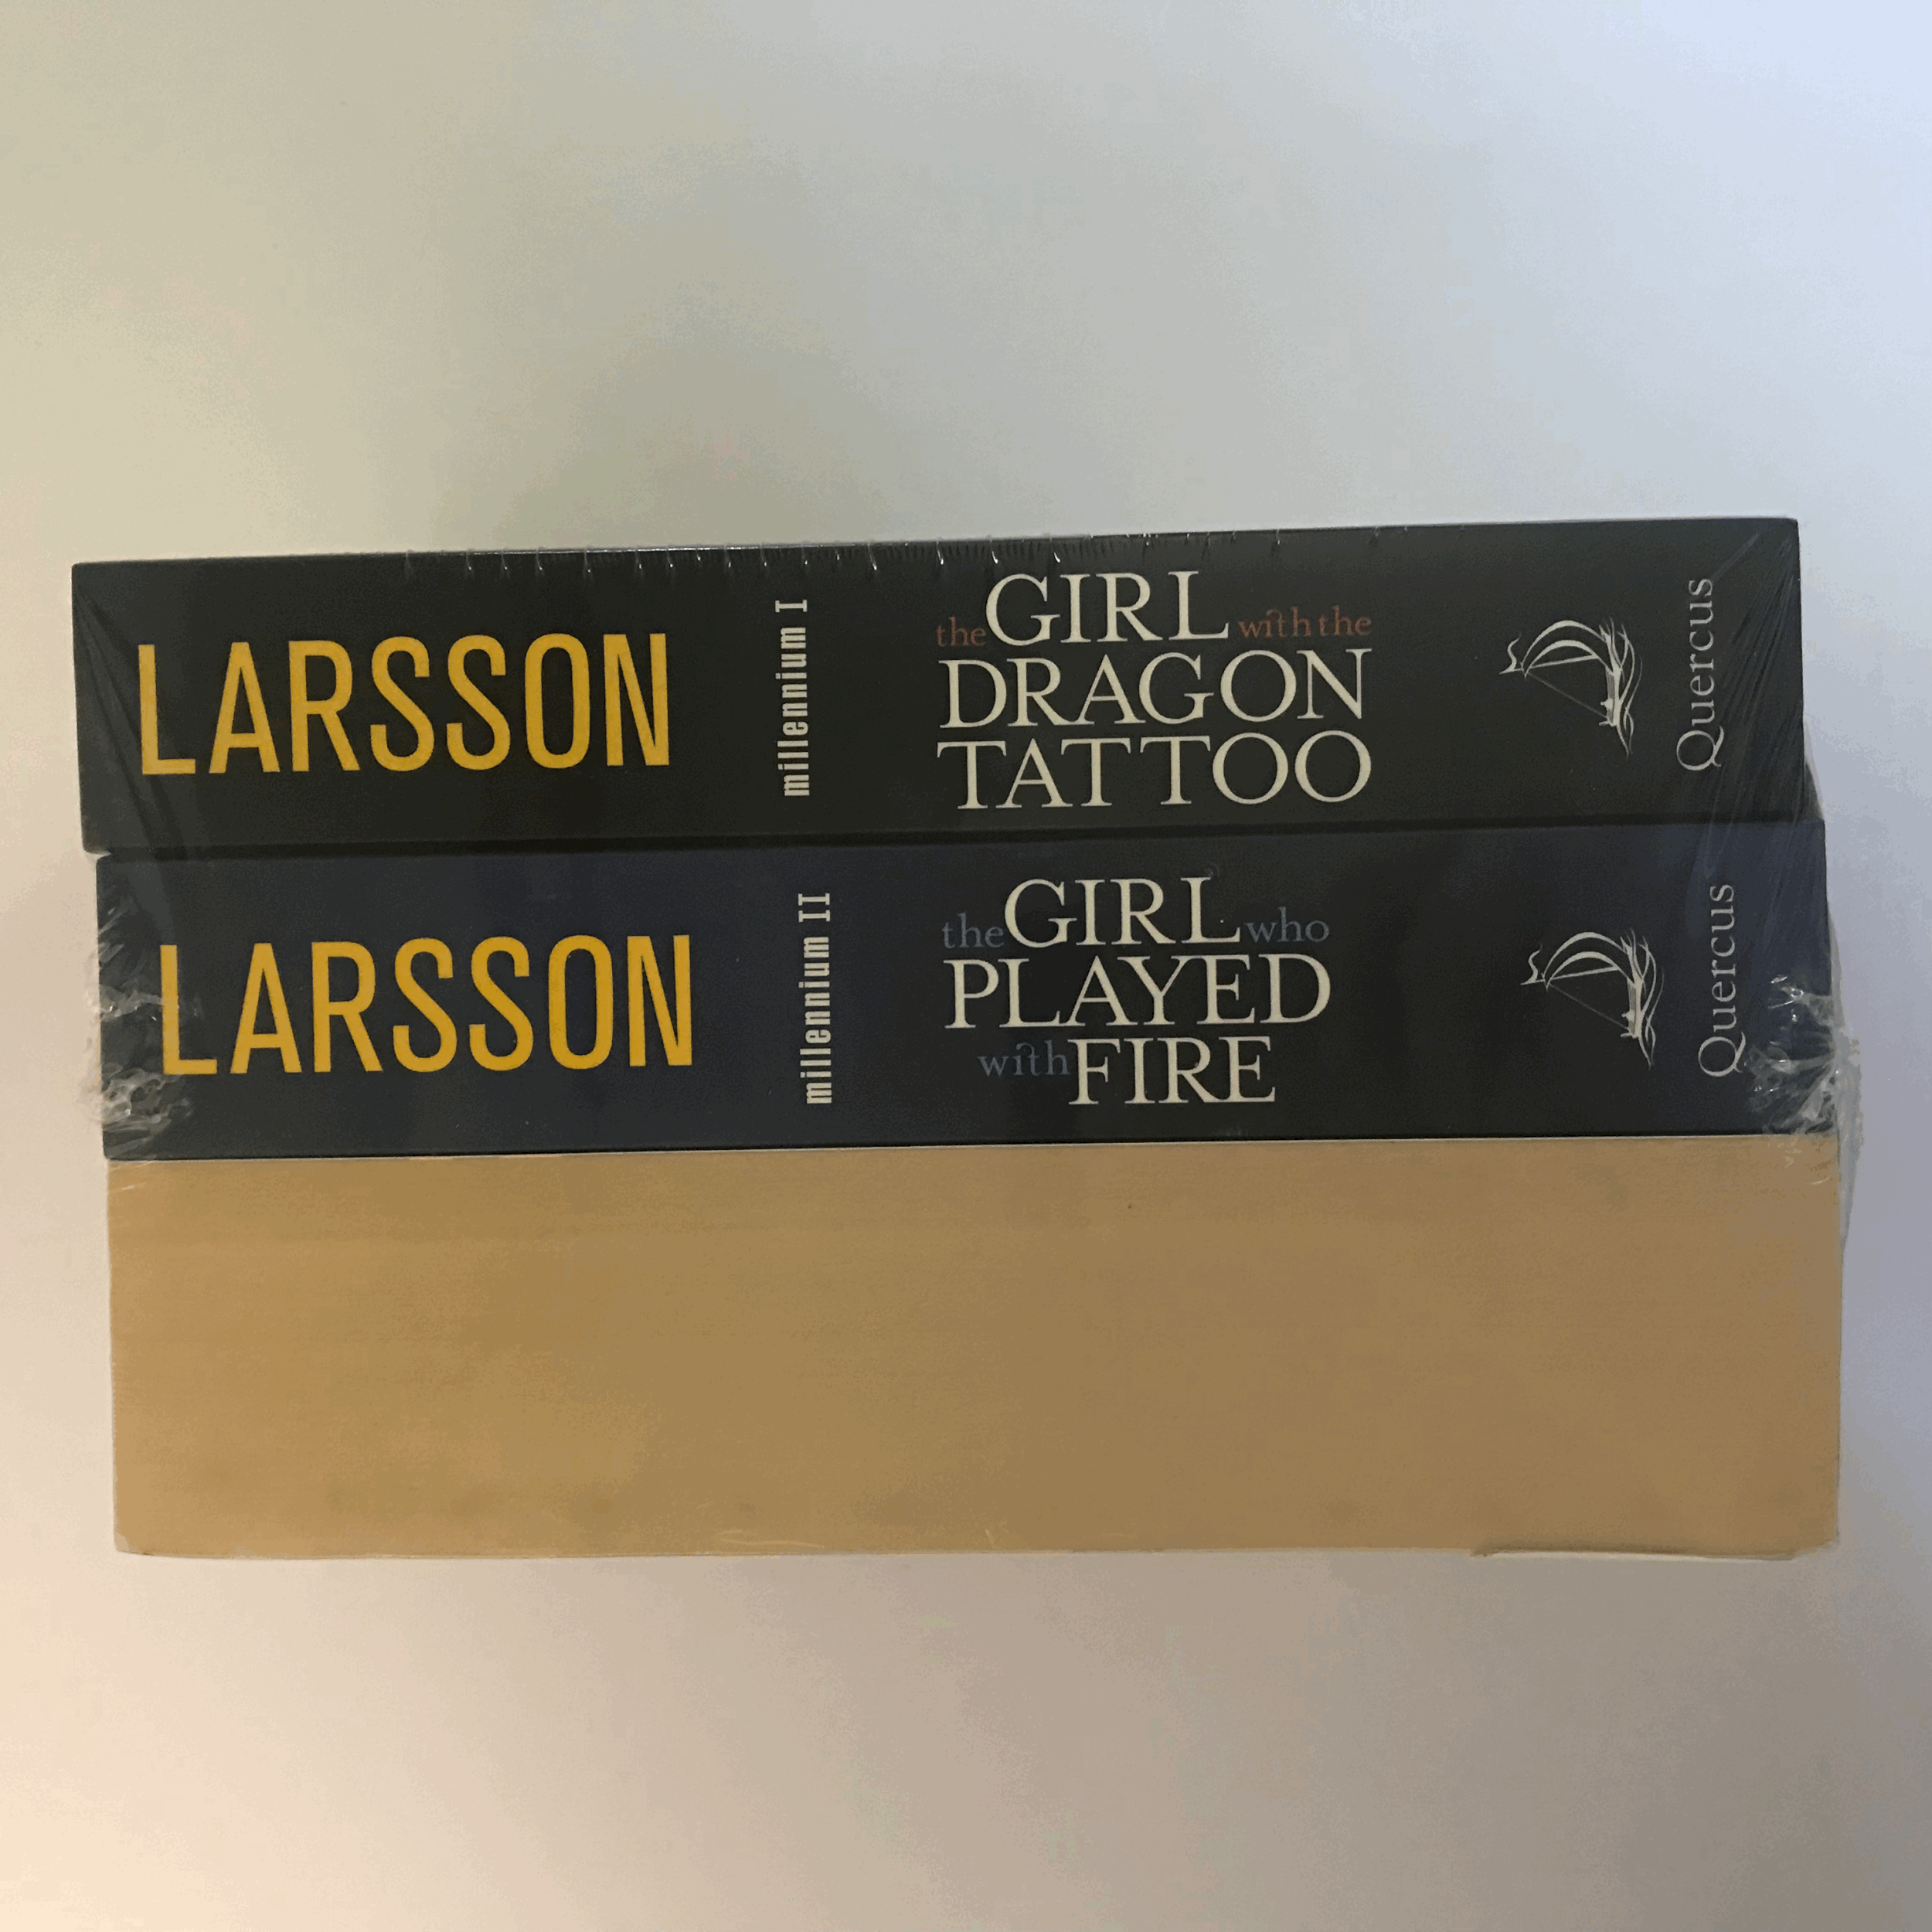 LARSSON
millennium I
the GIRL with the
DRAGON
TATTOO
Quercus
LARSSON
millennium II
the GIRL who
PLAYED
with FIRE
Quercus